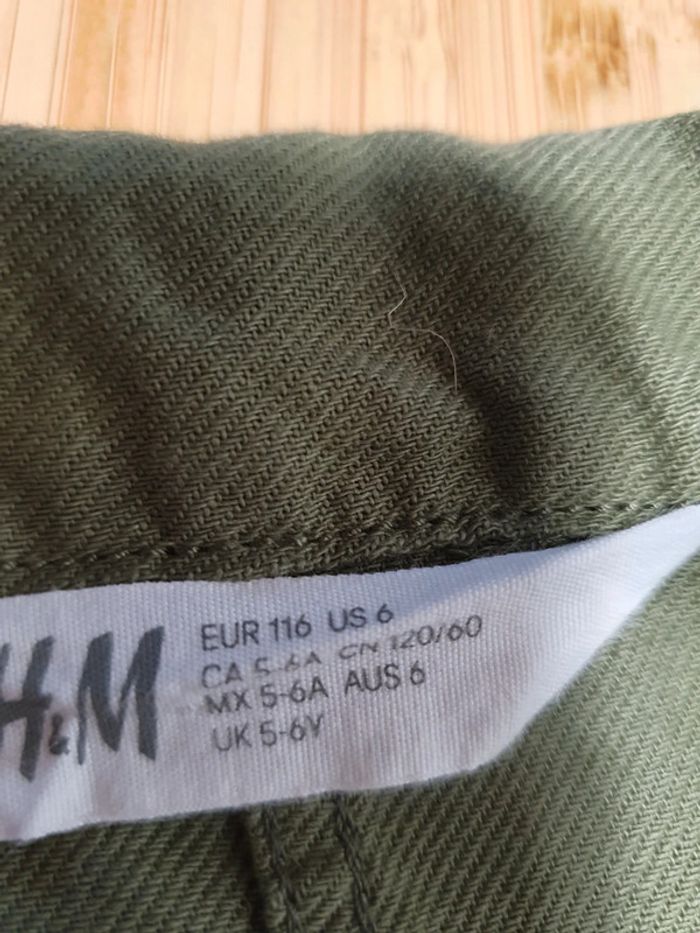 H&M
EUR 116 US 6
CA 5-6A CN 120/60
MX 5-6A AUS 6
UK 5-6Y